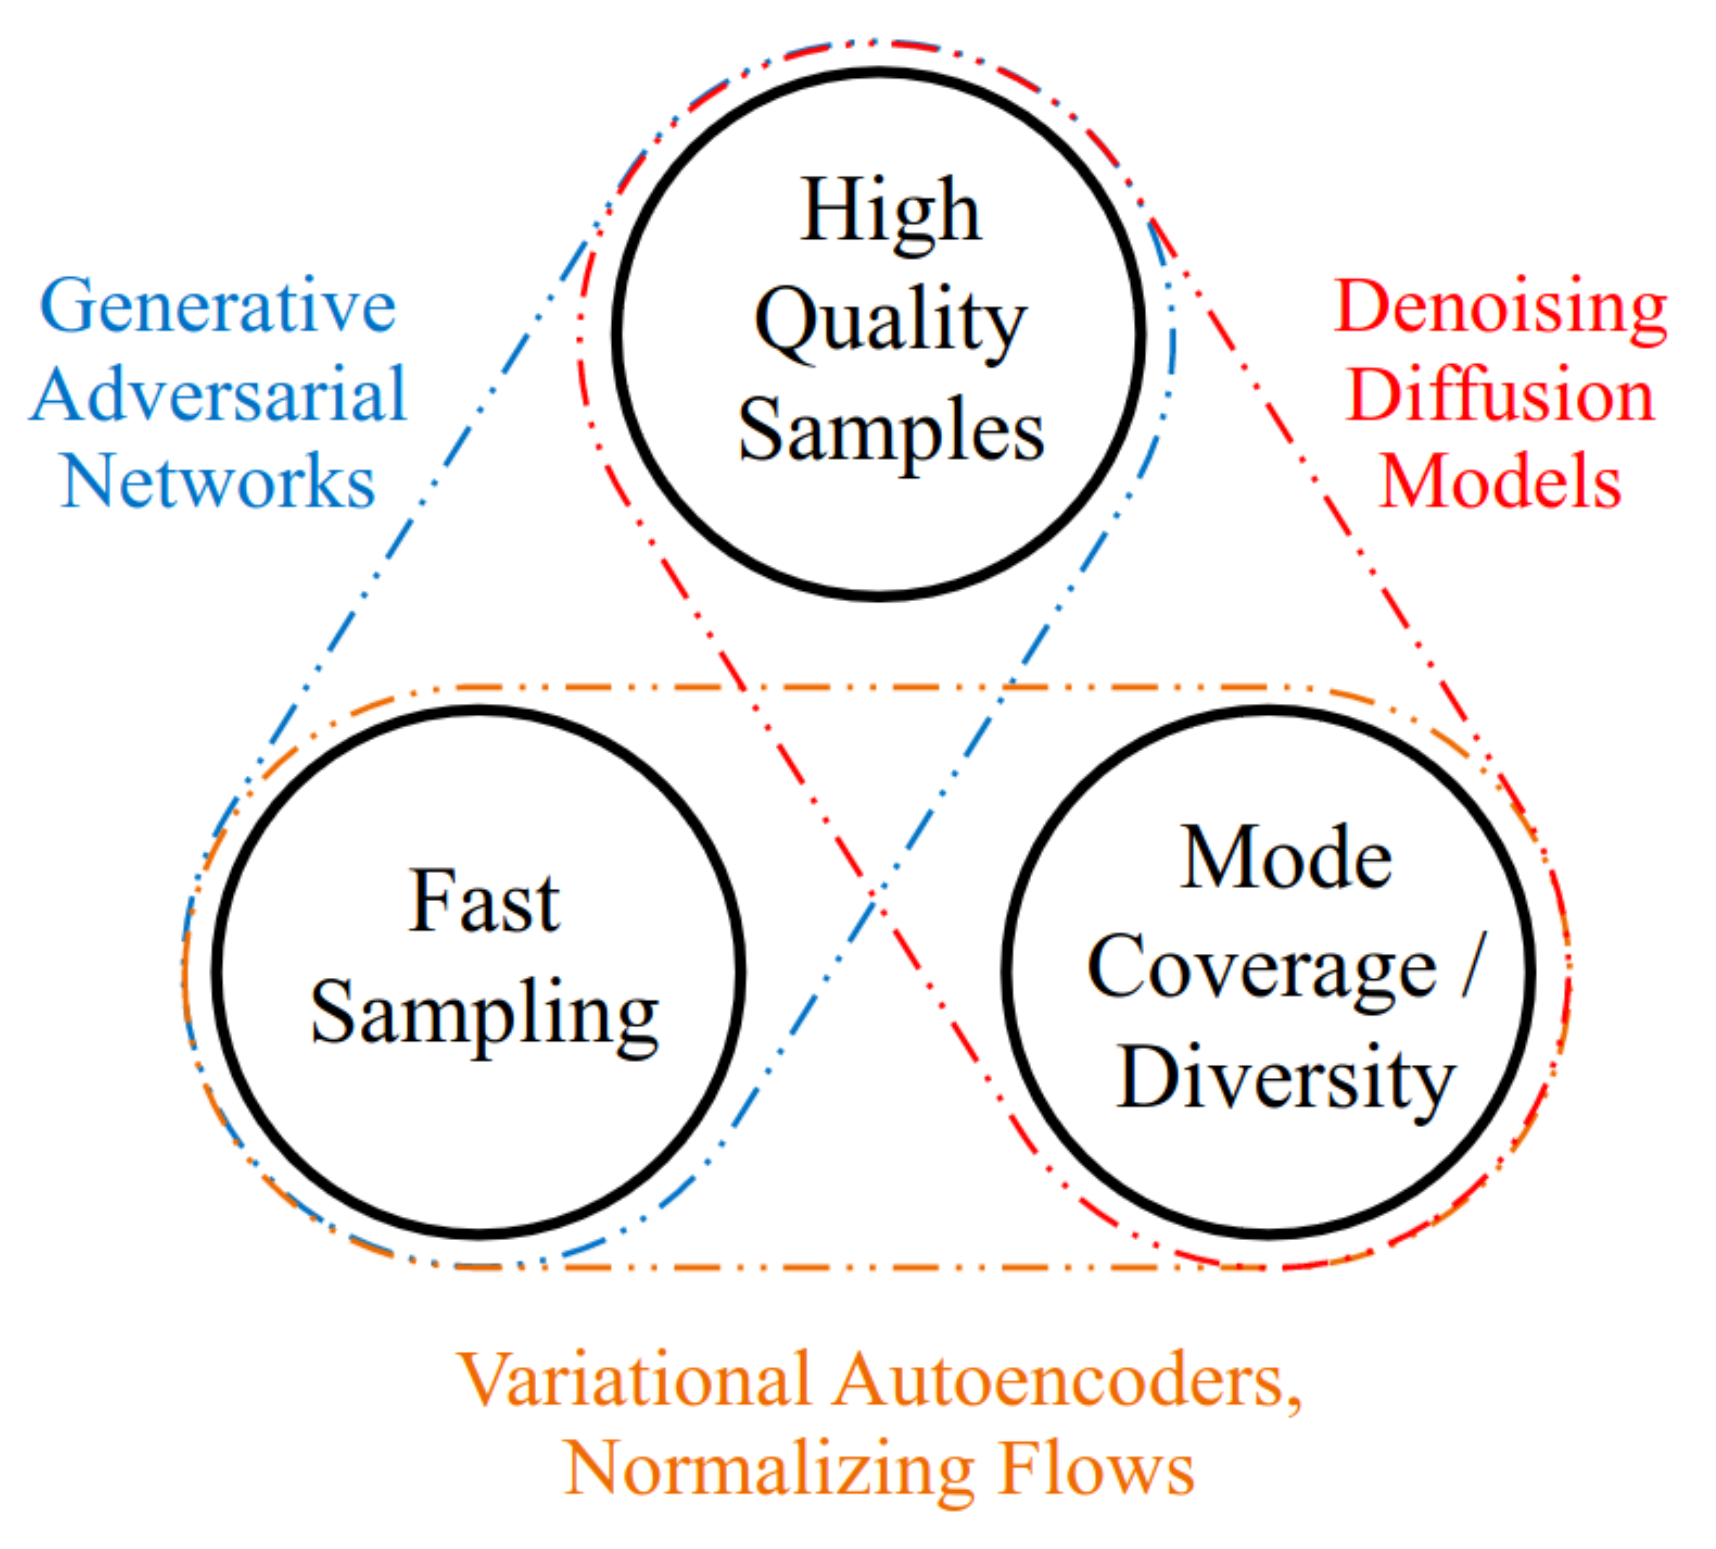 High
Quality
Samples
Generative
Adversarial
Networks
Denoising
Diffusion
Models
Fast
Sampling
Mode
Coverage /
Diversity
Variational Autoencoders,
Normalizing Flows